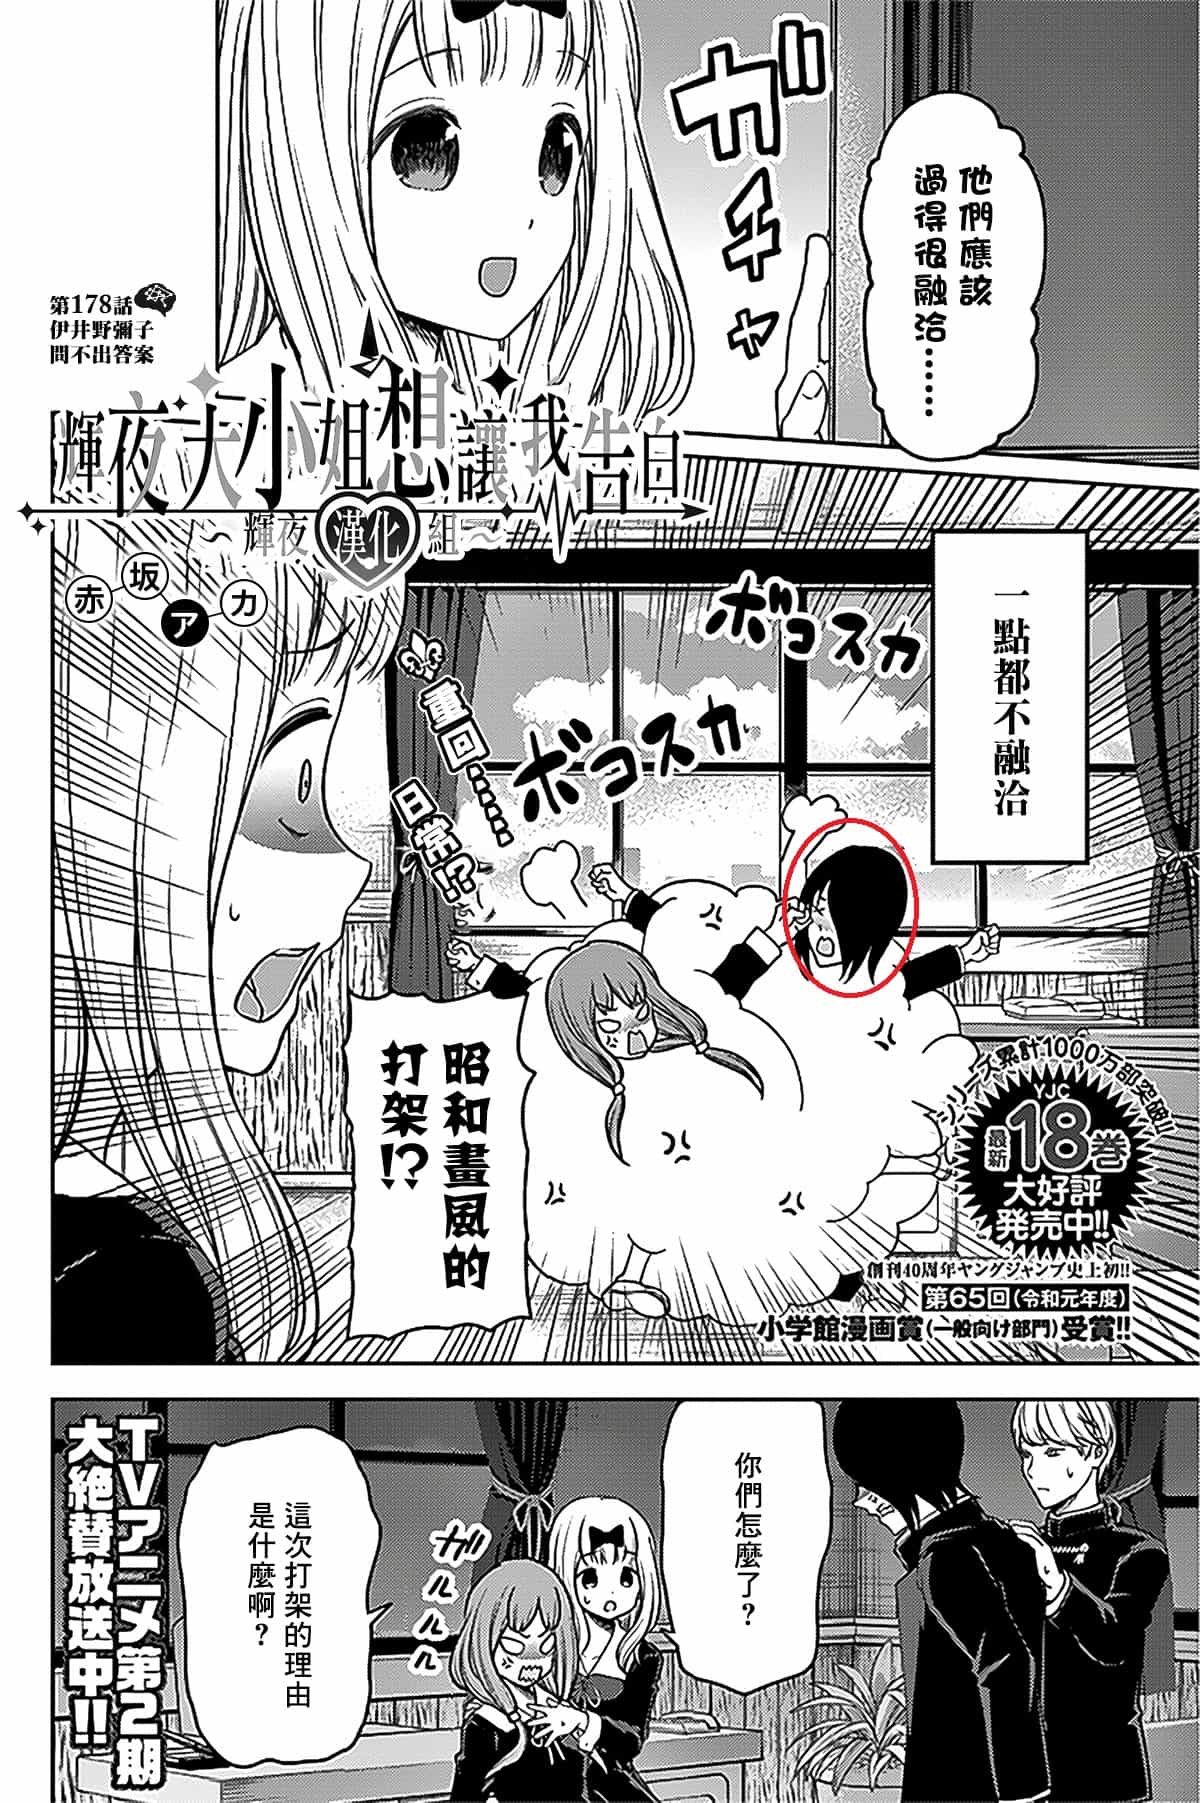 ガチャ
他們應該
過得很融洽……
第178話
伊井野彌子
問不出答案
輝夜大小姐想讓我告白
～輝夜漢化組～
赤坂アカ
一點都不融洽
ボコスカ
ボコスカ
重回……
日常!?
昭和畫風的
打架!?
シリーズ累計1000万部突破!!
JC
最新18巻
大好評
発売中!!
創刊40周年ヤングジャンプ史上初!!
第65回(令和元年度)
小学館漫画賞(一般向け部門)受賞!!
你們怎麼了?
這次打架的理由
是什麼啊?
ガルルル
TVアニメ第2期
大絶賛放送中!!